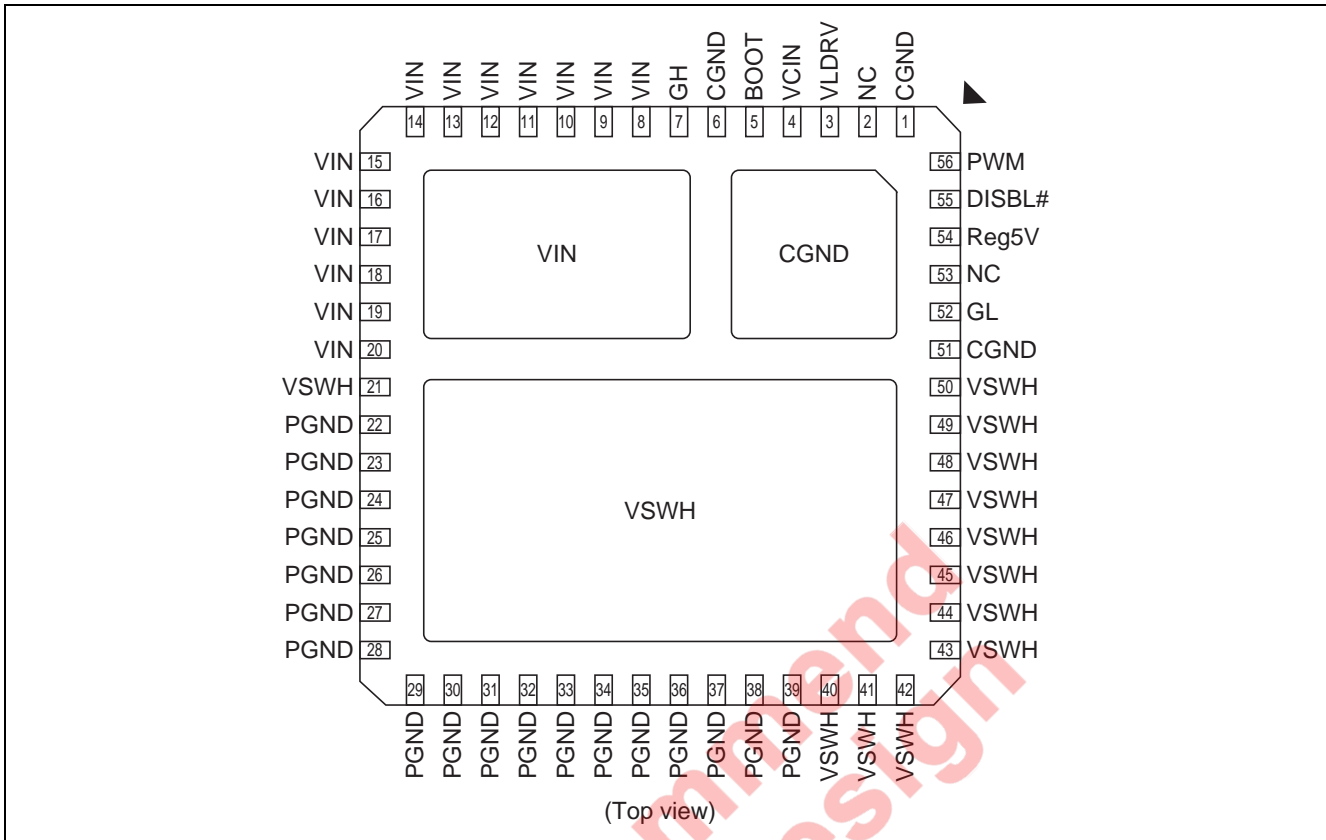 VIN VIN VIN VIN VIN VIN VIN GH CGND BOOT VCIN VLDRV NC CGND
14 13 12 11 10 9 8 7 6 5 4 3 2 1
VIN 15
VIN 16
VIN 17
VIN 18
VIN 19
VIN 20
VSWH 21
PGND 22
PGND 23
PGND 24
PGND 25
PGND 26
PGND 27
PGND 28
VIN
CGND
VSWH
56 PWM
55 DISBL#
54 Reg5V
53 NC
52 GL
51 CGND
50 VSWH
49 VSWH
48 VSWH
47 VSWH
46 VSWH
45 VSWH
44 VSWH
43 VSWH
29 30 31 32 33 34 35 36 37 38 39 40 41 42
PGND PGND PGND PGND PGND PGND PGND PGND PGND PGND PGND VSWH VSWH VSWH
(Top view)